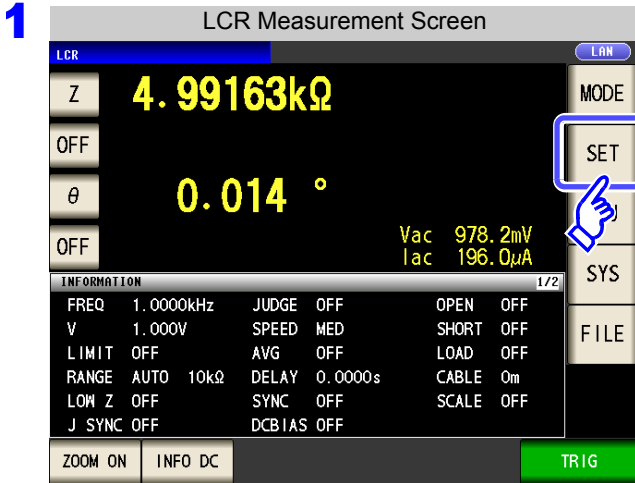 1
LCR Measurement Screen
LCR
LAN
Z 4.99163kΩ
MODE
OFF
SET
θ 0.014 °
OFF
Vac 978.2mV
Iac 196.0µA
SYS
INFORMATION 1/2
FREQ 1.0000kHz JUDGE OFF OPEN OFF
V 1.000V SPEED MED SHORT OFF
FILE
LIMIT OFF AVG OFF LOAD OFF
RANGE AUTO 10kΩ DELAY 0.0000s CABLE 0m
LOW Z OFF SYNC OFF SCALE OFF
J SYNC OFF DCBIAS OFF
ZOOM ON INFO DC TRIG